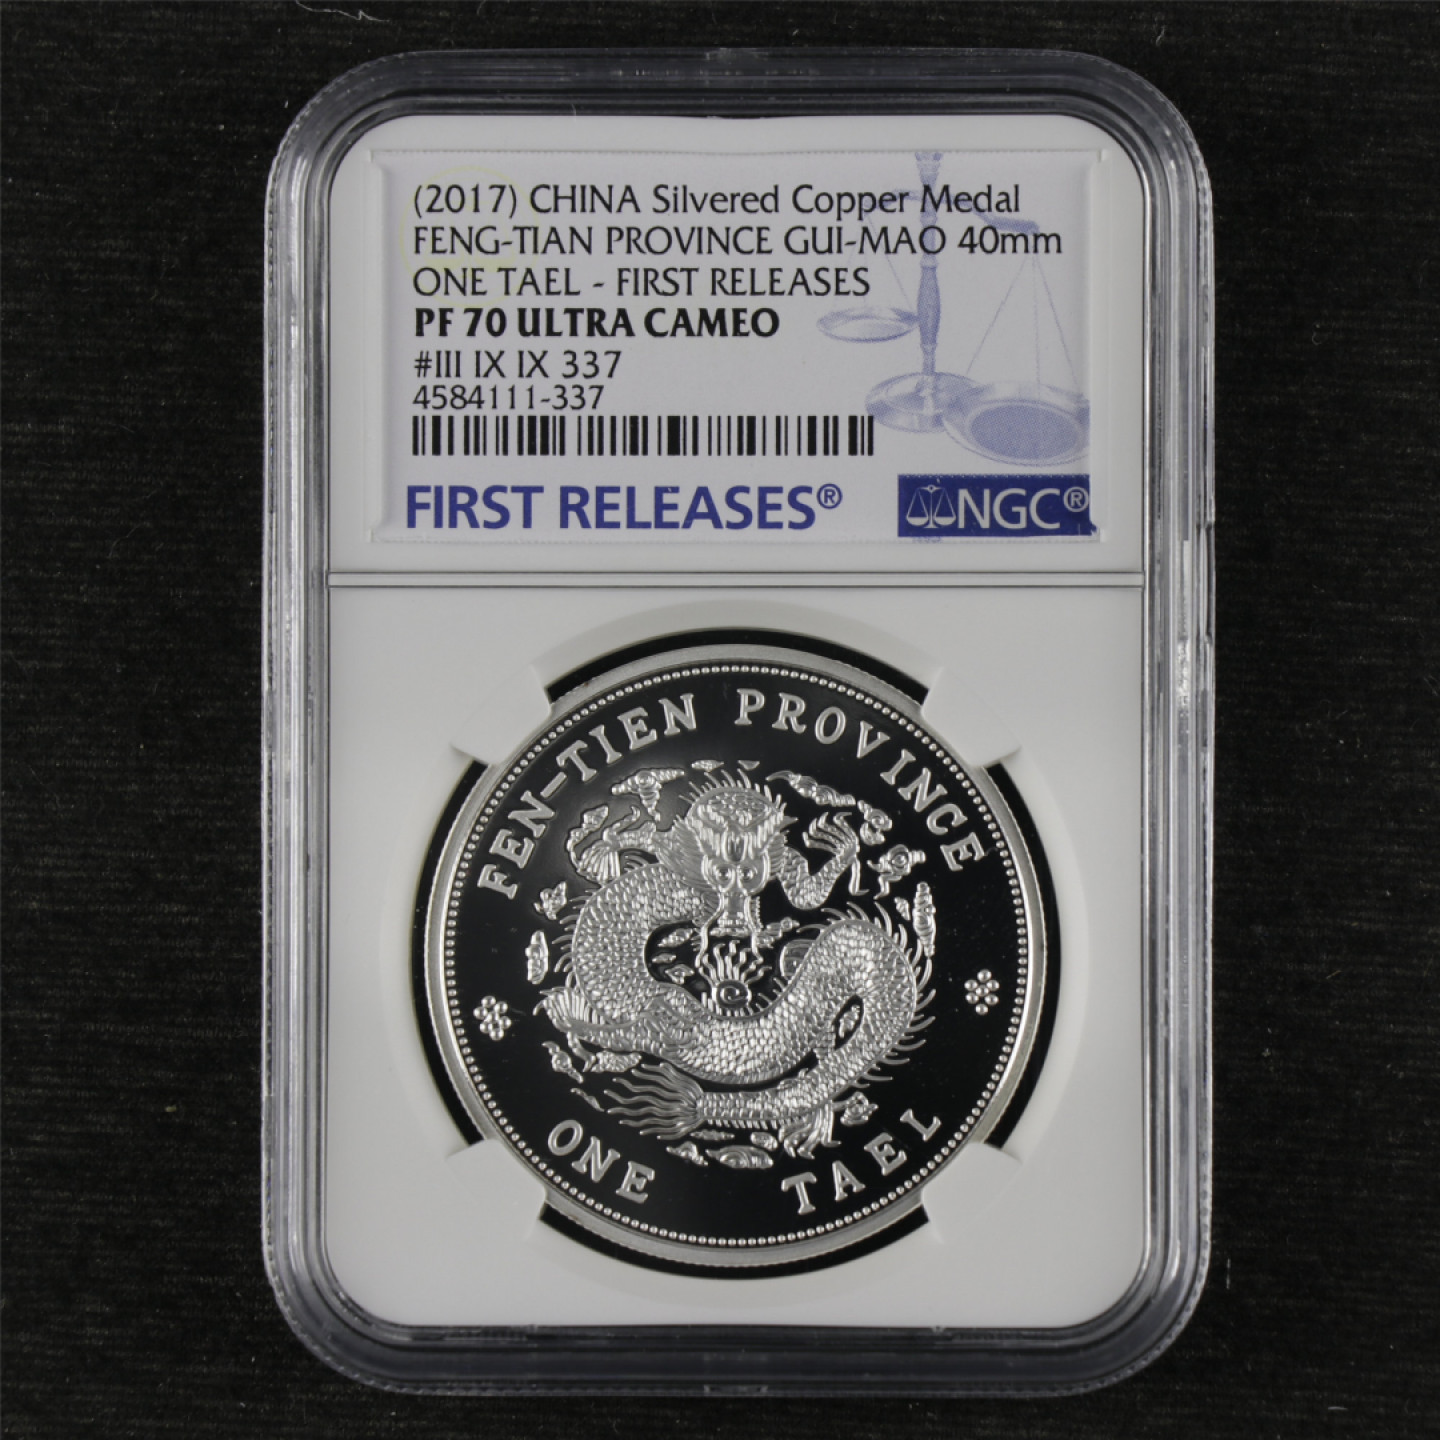 (2017) CHINA Silvered Copper Medal
FENG-TIAN PROVINCE GUI-MAO 40mm
ONE TAEL - FIRST RELEASES
PF 70 ULTRA CAMEO
#III IX IX 337
4584111-337
FIRST RELEASES®
NGC®
FEN-TIEN PROVINCE
ONE TAEL